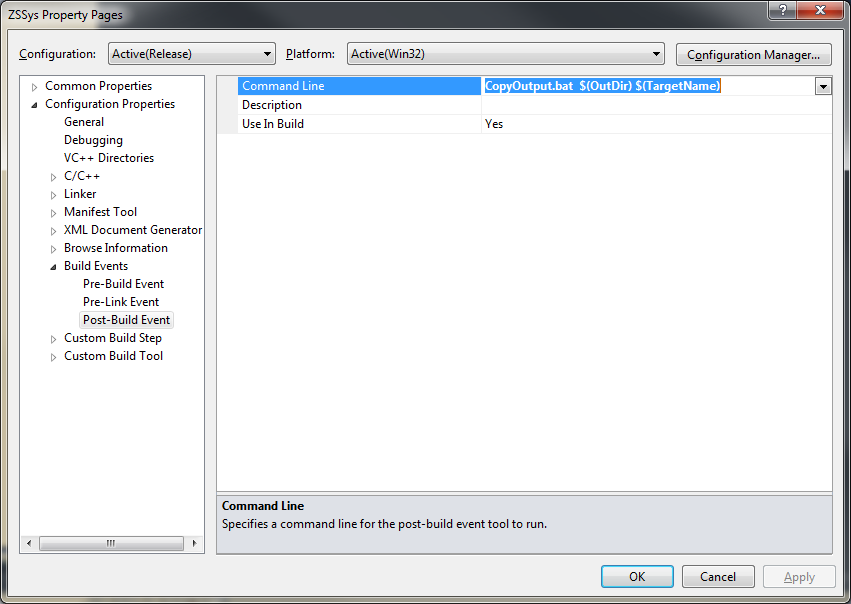 ZSSys Property Pages
?
Configuration: Active(Release) Platform: Active(Win32) Configuration Manager...
Common Properties
Configuration Properties
General
Debugging
VC++ Directories
C/C++
Linker
Manifest Tool
XML Document Generator
Browse Information
Build Events
Pre-Build Event
Pre-Link Event
Post-Build Event
Custom Build Step
Custom Build Tool
Command Line CopyOutput.bat  $(OutDir) $(TargetName)
Description
Use In Build Yes
Command Line
Specifies a command line for the post-build event tool to run.
OK Cancel Apply